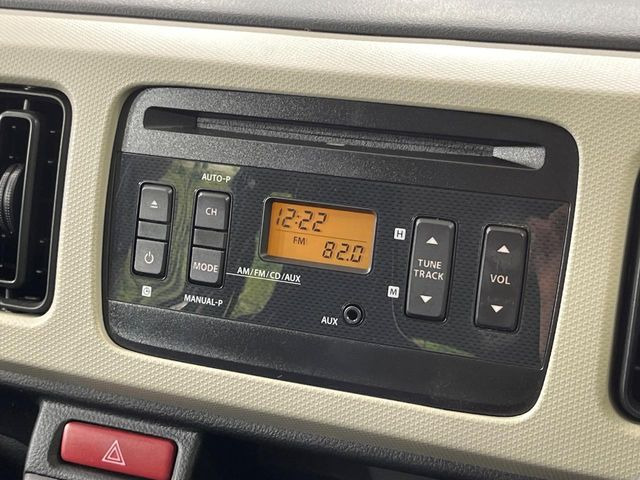 AUTO-P
CH
MODE
AM/FM/CD/AUX
MANUAL-P
C
12:22
FM
82.0
AUX
H
M
TUNE
TRACK
VOL